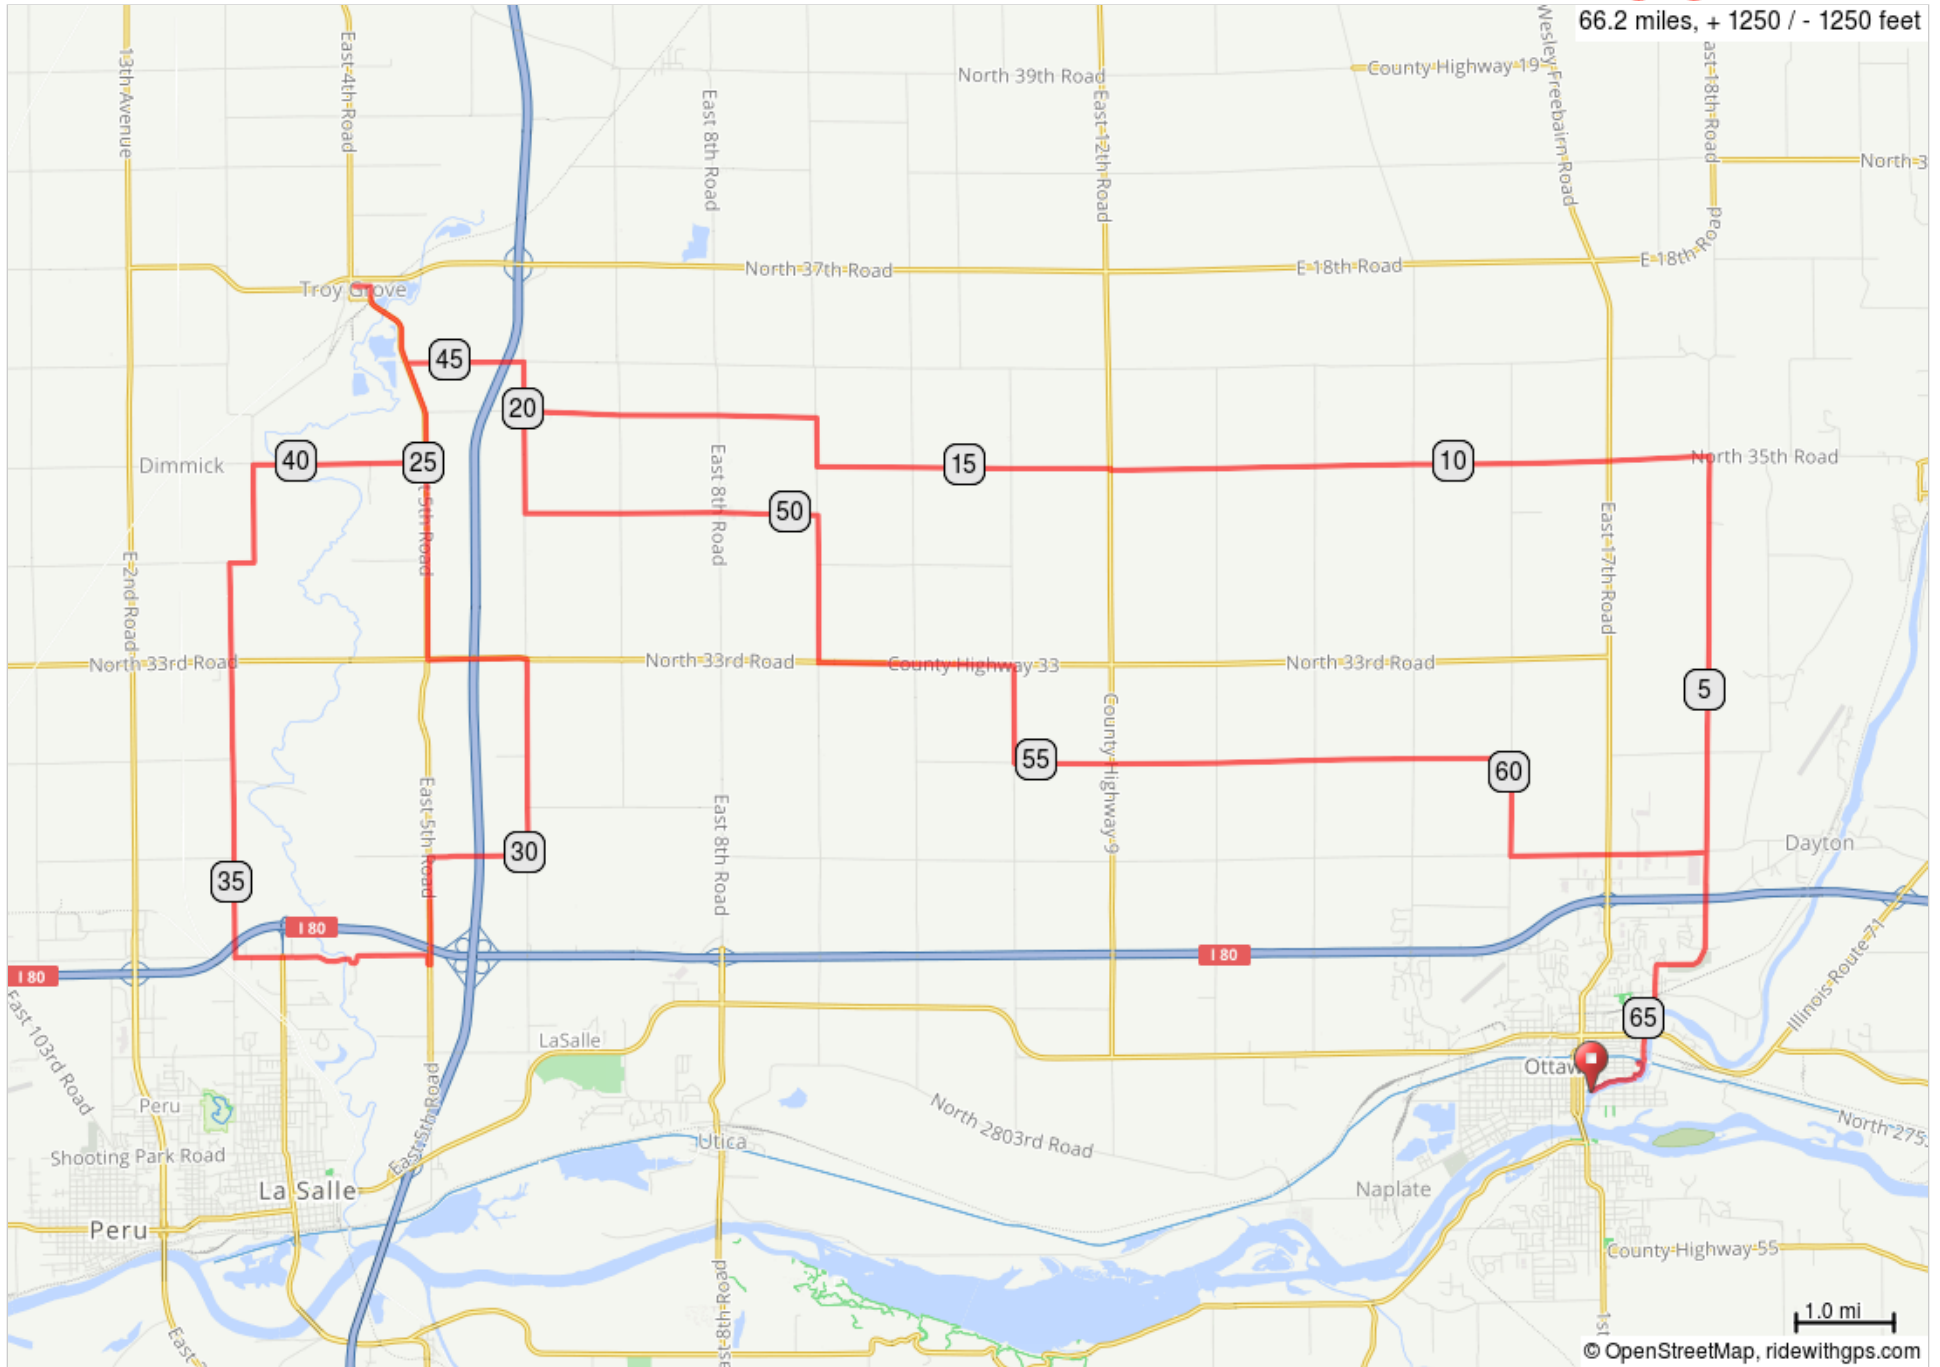 66.2 miles, + 1250 / - 1250 feet
13th Avenue
East 4th Road
East 8th Road
North 39th Road
East 12th Road
County Highway 19
Wesley Freebairn Road
ast 18th Road
North 3
Troy Grove
North 37th Road
E 18th Road
E 18th Road
45
20
Dimmick
40
25
15
10
North 35th Road
t 5th Road
East 8th Road
50
E 2nd Road
East 17th Road
North 33rd Road
North 33rd Road
County Highway 33
North 33rd Road
5
County Highway 9
55
60
East 5th Road
East 8th Road
30
35
Dayton
I 80
I 80
I 80
East 103rd Road
Illinois Route 71
65
LaSalle
Ottaw
Peru
East 5th Road
North 2803rd Road
North 275
Shooting Park Road
Utica
La Salle
Naplate
Peru
County Highway 55
East 8th Road
East
1st
1.0 mi
© OpenStreetMap, ridewithgps.com